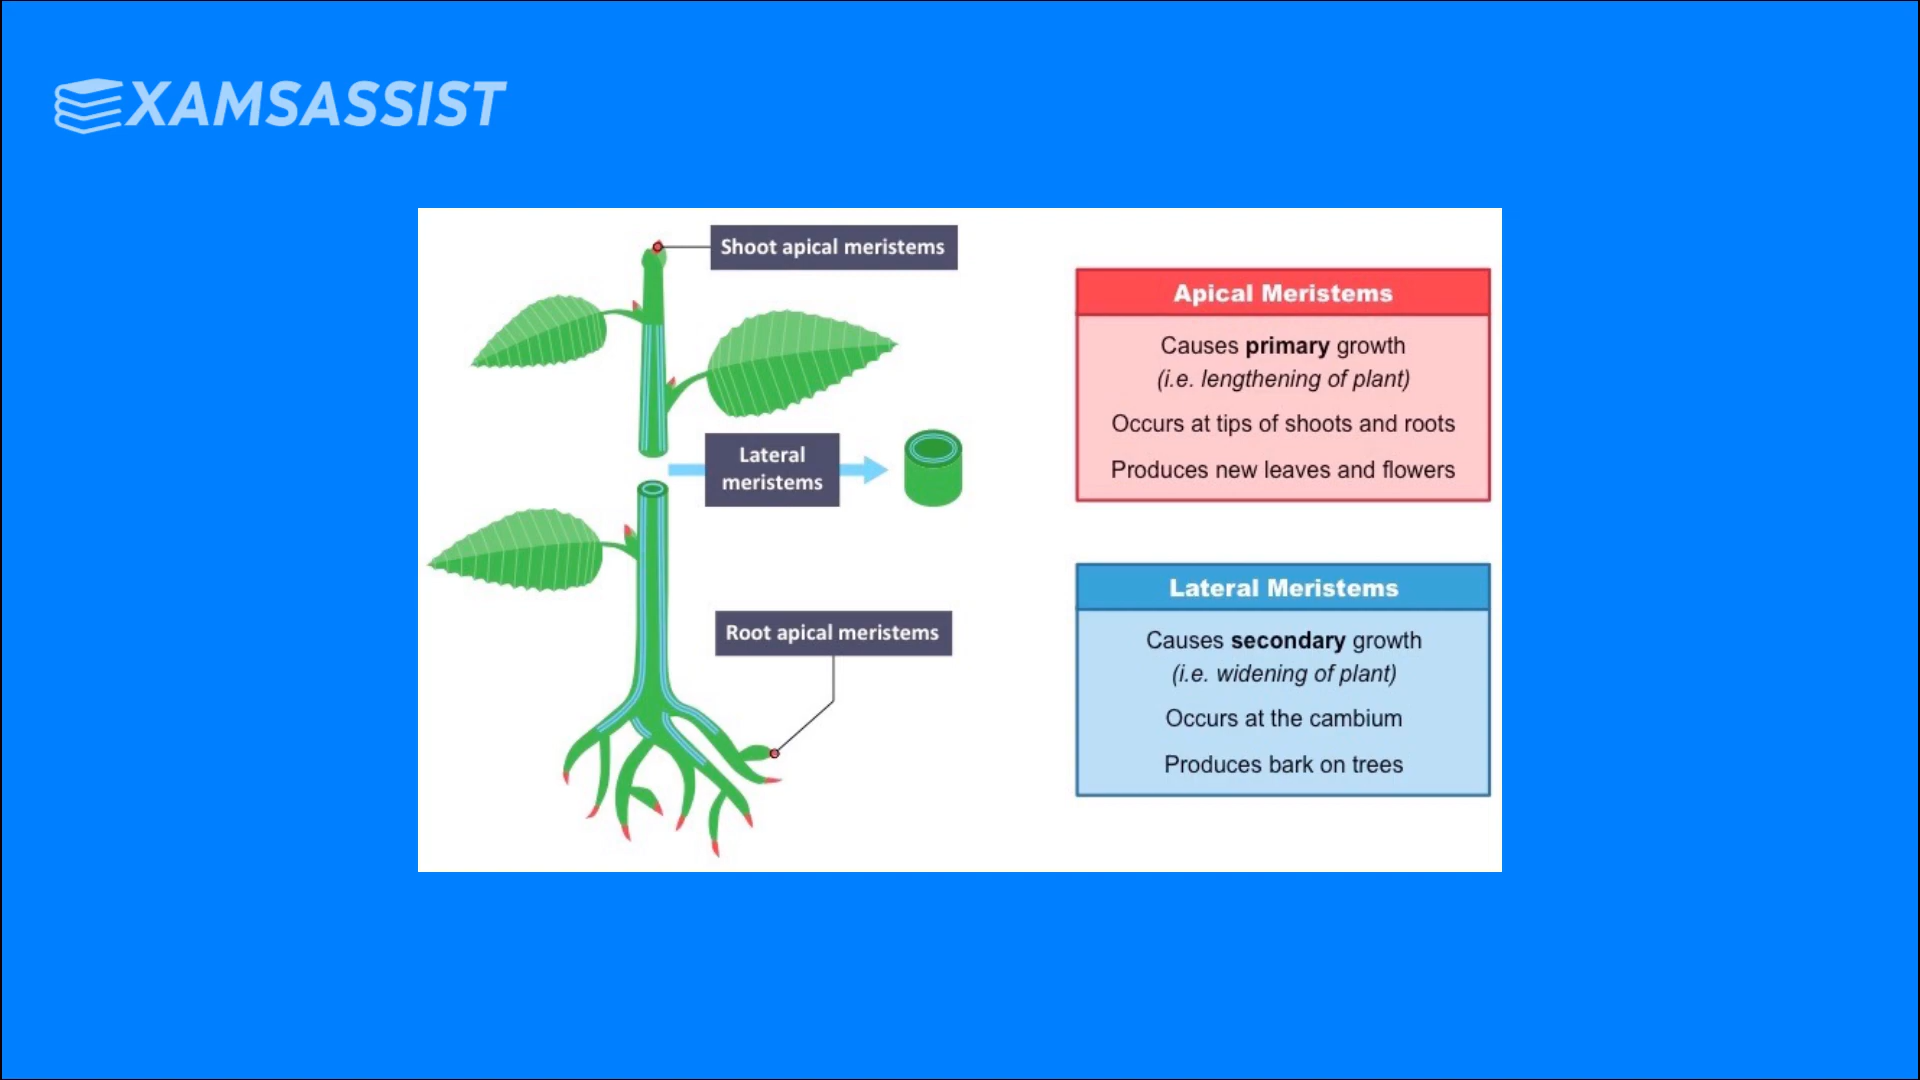 EXAMSASSIST
Shoot apical meristems
Lateral
meristems
Root apical meristems
Apical Meristems
Causes primary growth
(i.e. lengthening of plant)
Occurs at tips of shoots and roots
Produces new leaves and flowers
Lateral Meristems
Causes secondary growth
(i.e. widening of plant)
Occurs at the cambium
Produces bark on trees